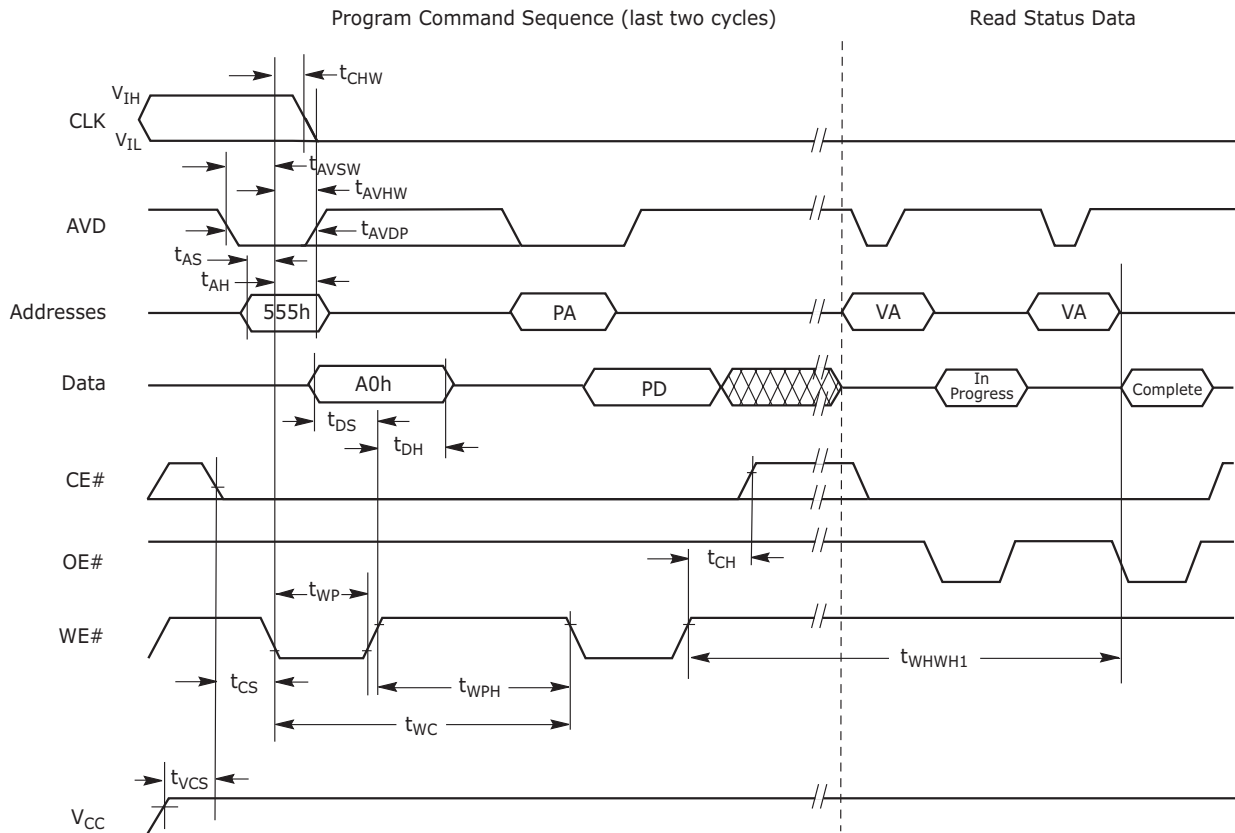 Program Command Sequence (last two cycles)
Read Status Data
tCHW
VIH
CLK
VIL
tAVSW
tAVHW
AVD
tAVDP
tAS
tAH
Addresses
555h
PA
VA
VA
Data
A0h
PD
In
Progress
Complete
tDS
tDH
CE#
OE#
tCH
tWP
WE#
tWHWH1
tCS
tWPH
tWC
tVCS
VCC